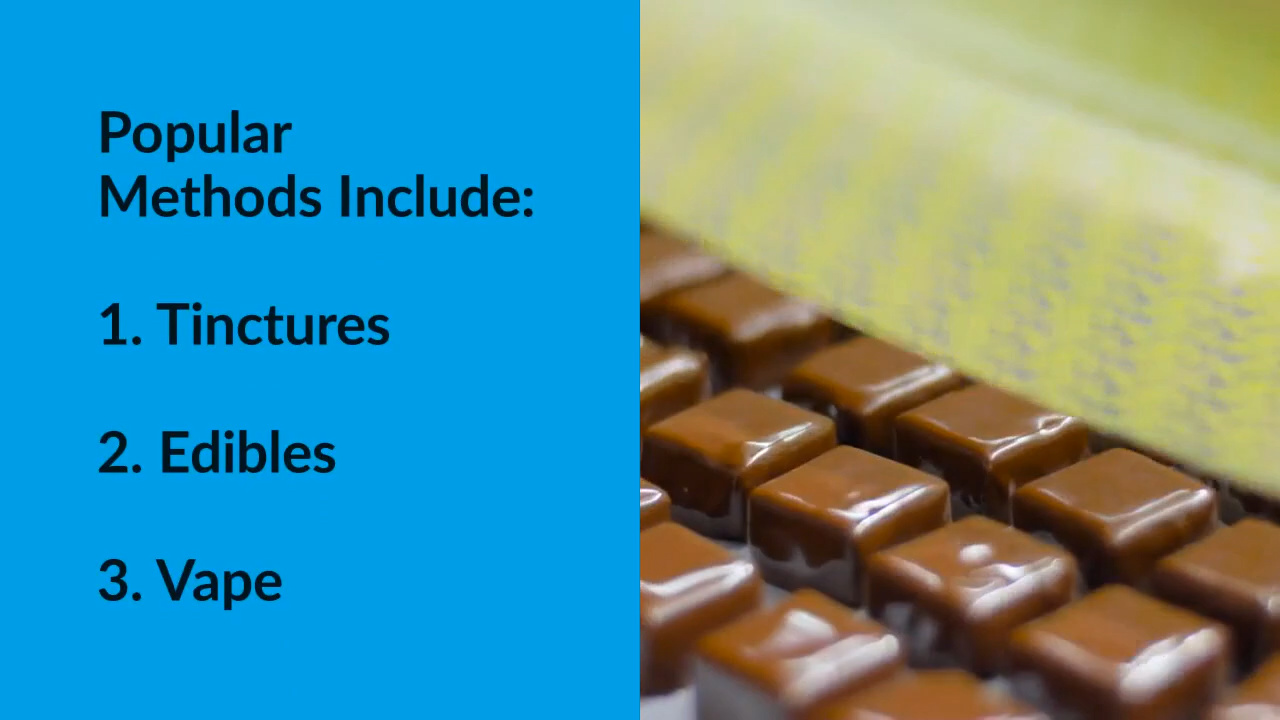 Popular
Methods Include:
1. Tinctures
2. Edibles
3. Vape